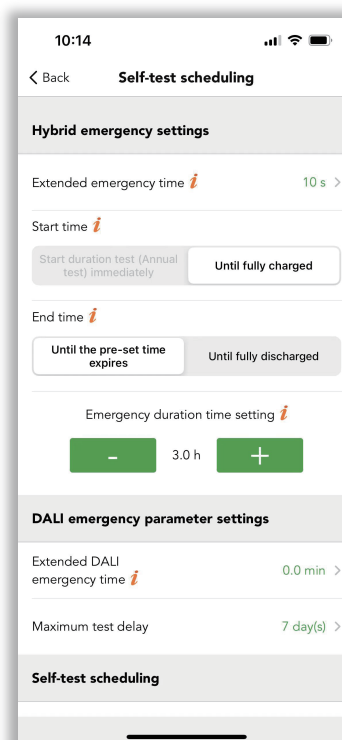 10:14
Back Self-test scheduling
Hybrid emergency settings
Extended emergency time i 10 s >
Start time i
Start duration test (Annual
test) immediately
Until fully charged
End time i
Until the pre-set time
expires
Until fully discharged
Emergency duration time setting i
- 3.0 h +
DALI emergency parameter settings
Extended DALI
emergency time i 0.0 min >
Maximum test delay 7 day(s) >
Self-test scheduling